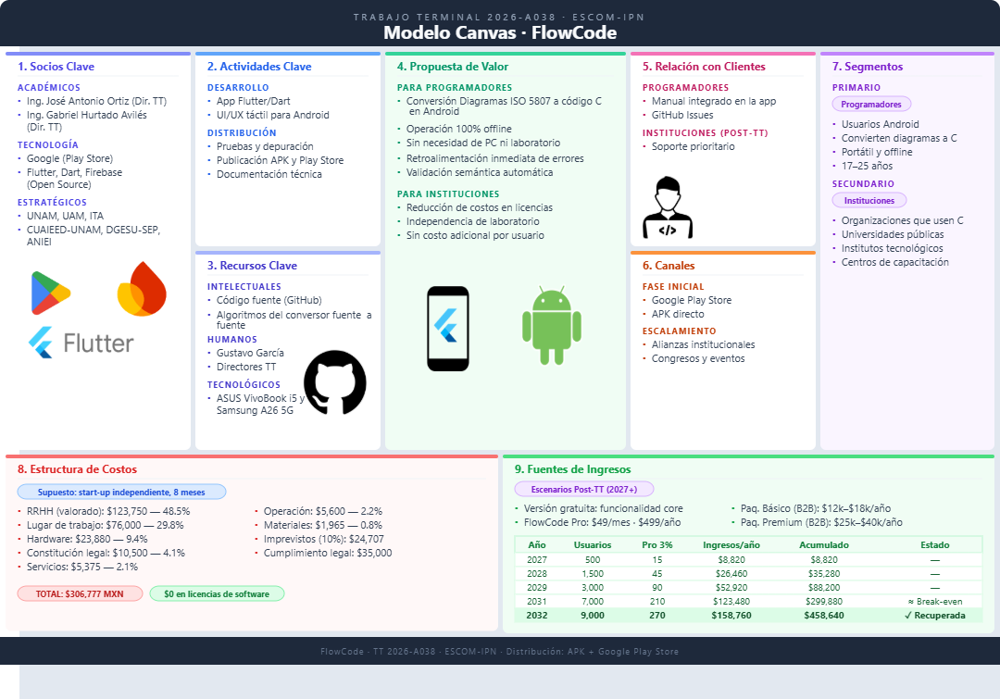 TRABAJO TERMINAL 2026-A038 · ESCOM-IPN
Modelo Canvas · FlowCode
1. Socios Clave
ACADÉMICOS
• Ing. José Antonio Ortiz (Dir. TT)
• Ing. Gabriel Hurtado Avilés
(Dir. TT)
TECNOLOGÍA
• Google (Play Store)
• Flutter, Dart, Firebase
(Open Source)
ESTRATÉGICOS
• UNAM, UAM, ITA
• CUAIEED-UNAM, DGESU-SEP,
ANIEI
Flutter
2. Actividades Clave
DESARROLLO
• App Flutter/Dart
• UI/UX táctil para Android
DISTRIBUCIÓN
• Pruebas y depuración
• Publicación APK y Play Store
• Documentación técnica
3. Recursos Clave
INTELECTUALES
• Código fuente (GitHub)
• Algoritmos del conversor fuente a
fuente
HUMANOS
• Gustavo García
• Directores TT
TECNOLÓGICOS
• ASUS VivoBook i5 y
Samsung A26 5G
4. Propuesta de Valor
PARA PROGRAMADORES
• Conversión Diagramas ISO 5807 a código C
en Android
• Operación 100% offline
• Sin necesidad de PC ni laboratorio
• Retroalimentación inmediata de errores
• Validación semántica automática
PARA INSTITUCIONES
• Reducción de costos en licencias
• Independencia de laboratorio
• Sin costo adicional por usuario
5. Relación con Clientes
PROGRAMADORES
• Manual integrado en la app
• GitHub Issues
INSTITUCIONES (POST-TT)
• Soporte prioritario
</>
6. Canales
FASE INICIAL
• Google Play Store
• APK directo
ESCALAMIENTO
• Alianzas institucionales
• Congresos y eventos
7. Segmentos
PRIMARIO
Programadores
• Usuarios Android
• Convierten diagramas a C
• Portátil y offline
• 17–25 años
SECUNDARIO
Instituciones
• Organizaciones que usen C
• Universidades públicas
• Institutos tecnológicos
• Centros de capacitación
8. Estructura de Costos
Supuesto: start-up independiente, 8 meses
• RRHH (valorado): $123,750 — 48.5%
• Lugar de trabajo: $76,000 — 29.8%
• Hardware: $23,880 — 9.4%
• Constitución legal: $10,500 — 4.1%
• Servicios: $5,375 — 2.1%
• Operación: $5,600 — 2.2%
• Materiales: $1,965 — 0.8%
• Imprevistos (10%): $24,707
• Cumplimiento legal: $35,000
TOTAL: $306,777 MXN
$0 en licencias de software
9. Fuentes de Ingresos
Escenarios Post-TT (2027+)
• Versión gratuita: funcionalidad core
• FlowCode Pro: $49/mes · $499/año
• Paq. Básico (B2B): $12k–$18k/año
• Paq. Premium (B2B): $25k–$40k/año
Año Usuarios Pro 3% Ingresos/año Acumulado Estado
2027 500 15 $8,820 $8,820 —
2028 1,500 45 $26,460 $35,280 —
2029 3,000 90 $52,920 $88,200 —
2031 7,000 210 $123,480 $299,880 ≈ Break-even
2032 9,000 270 $158,760 $458,640 ✓ Recuperada
FlowCode · TT 2026-A038 · ESCOM-IPN · Distribución: APK + Google Play Store